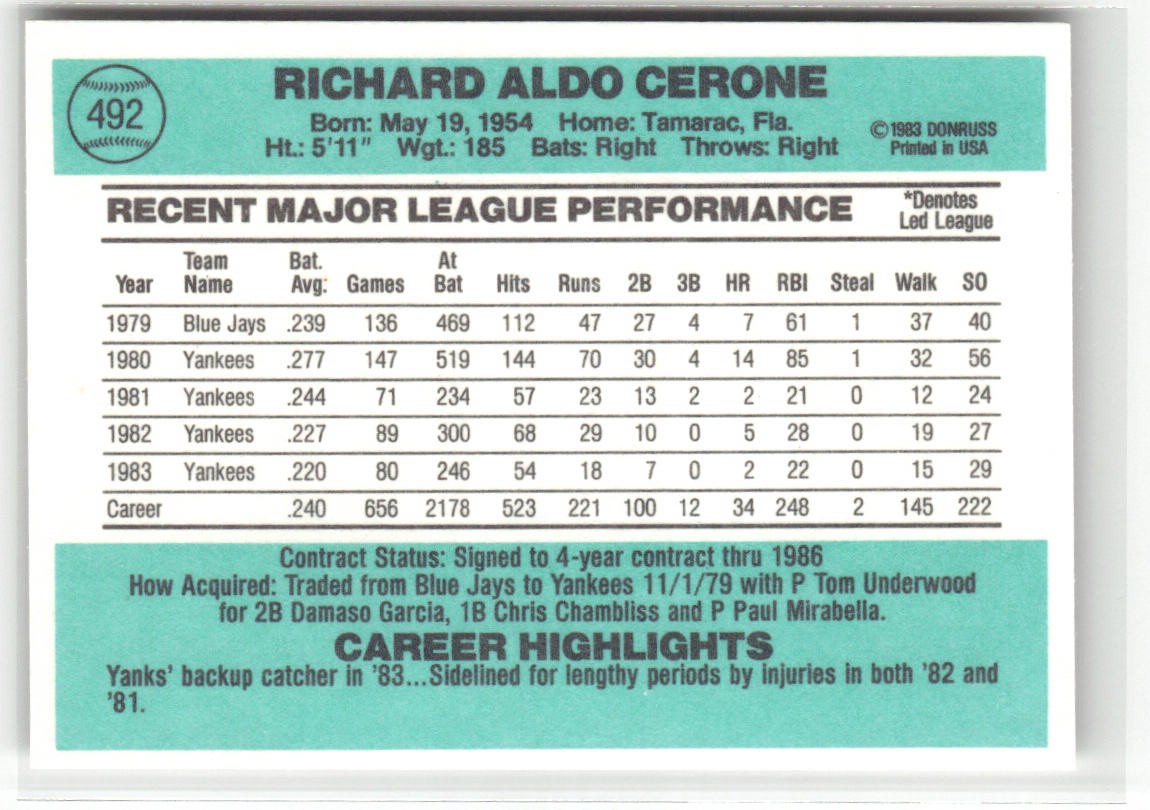 492
RICHARD ALDO CERONE
Born: May 19, 1954 Home: Tamarac, Fla.
Ht.: 5'11" Wgt.: 185 Bats: Right Throws: Right
©1983 DONRUSS
Printed in USA
RECENT MAJOR LEAGUE PERFORMANCE
*Denotes
Led League
Year Team Name Bat. Avg. Games At Bat Hits Runs 2B 3B HR RBI Steal Walk SO
1979 Blue Jays .239 136 469 112 47 27 4 7 61 1 37 40
1980 Yankees .277 147 519 144 70 30 4 14 85 1 32 56
1981 Yankees .244 71 234 57 23 13 2 2 21 0 12 24
1982 Yankees .227 89 300 68 29 10 0 5 28 0 19 27
1983 Yankees .220 80 246 54 18 7 0 2 22 0 15 29
Career .240 656 2178 523 221 100 12 34 248 2 145 222
Contract Status: Signed to 4-year contract thru 1986
How Acquired: Traded from Blue Jays to Yankees 11/1/79 with P Tom Underwood
for 2B Damaso Garcia, 1B Chris Chambliss and P Paul Mirabella.
CAREER HIGHLIGHTS
Yanks' backup catcher in '83...Sidelined for lengthy periods by injuries in both '82 and
'81.